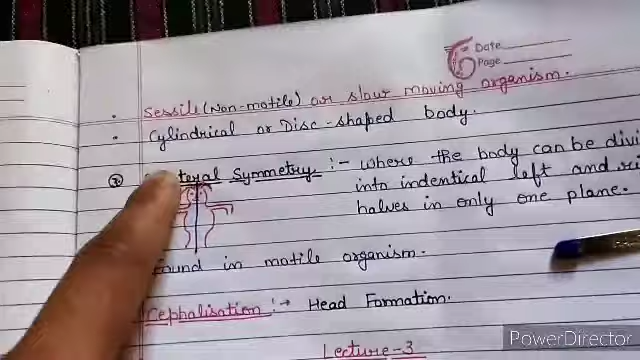 Date
Page
Sessile (Non-motile) or slow moving organism.
Cylindrical or Disc-shaped body.
② teral Symmetry :- where the body can be divi
into indentical left and ri
halves in only one plane.
Found in motile organism.
Cephalisation :→ Head Formation.
Lecture-3
PowerDirector